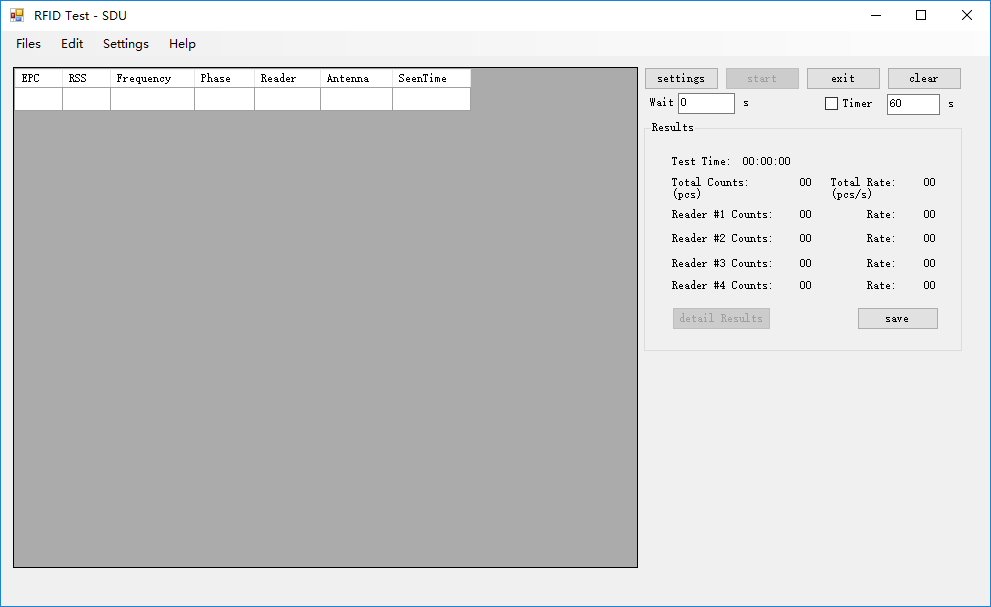 RFID Test - SDU
Files Edit Settings Help
EPC RSS Frequency Phase Reader Antenna SeenTime
settings start exit clear
Wait 0 s Timer 60 s
Results
Test Time: 00:00:00
Total Counts: 00 Total Rate: 00
(pcs) (pcs/s)
Reader #1 Counts: 00 Rate: 00
Reader #2 Counts: 00 Rate: 00
Reader #3 Counts: 00 Rate: 00
Reader #4 Counts: 00 Rate: 00
detail Results save